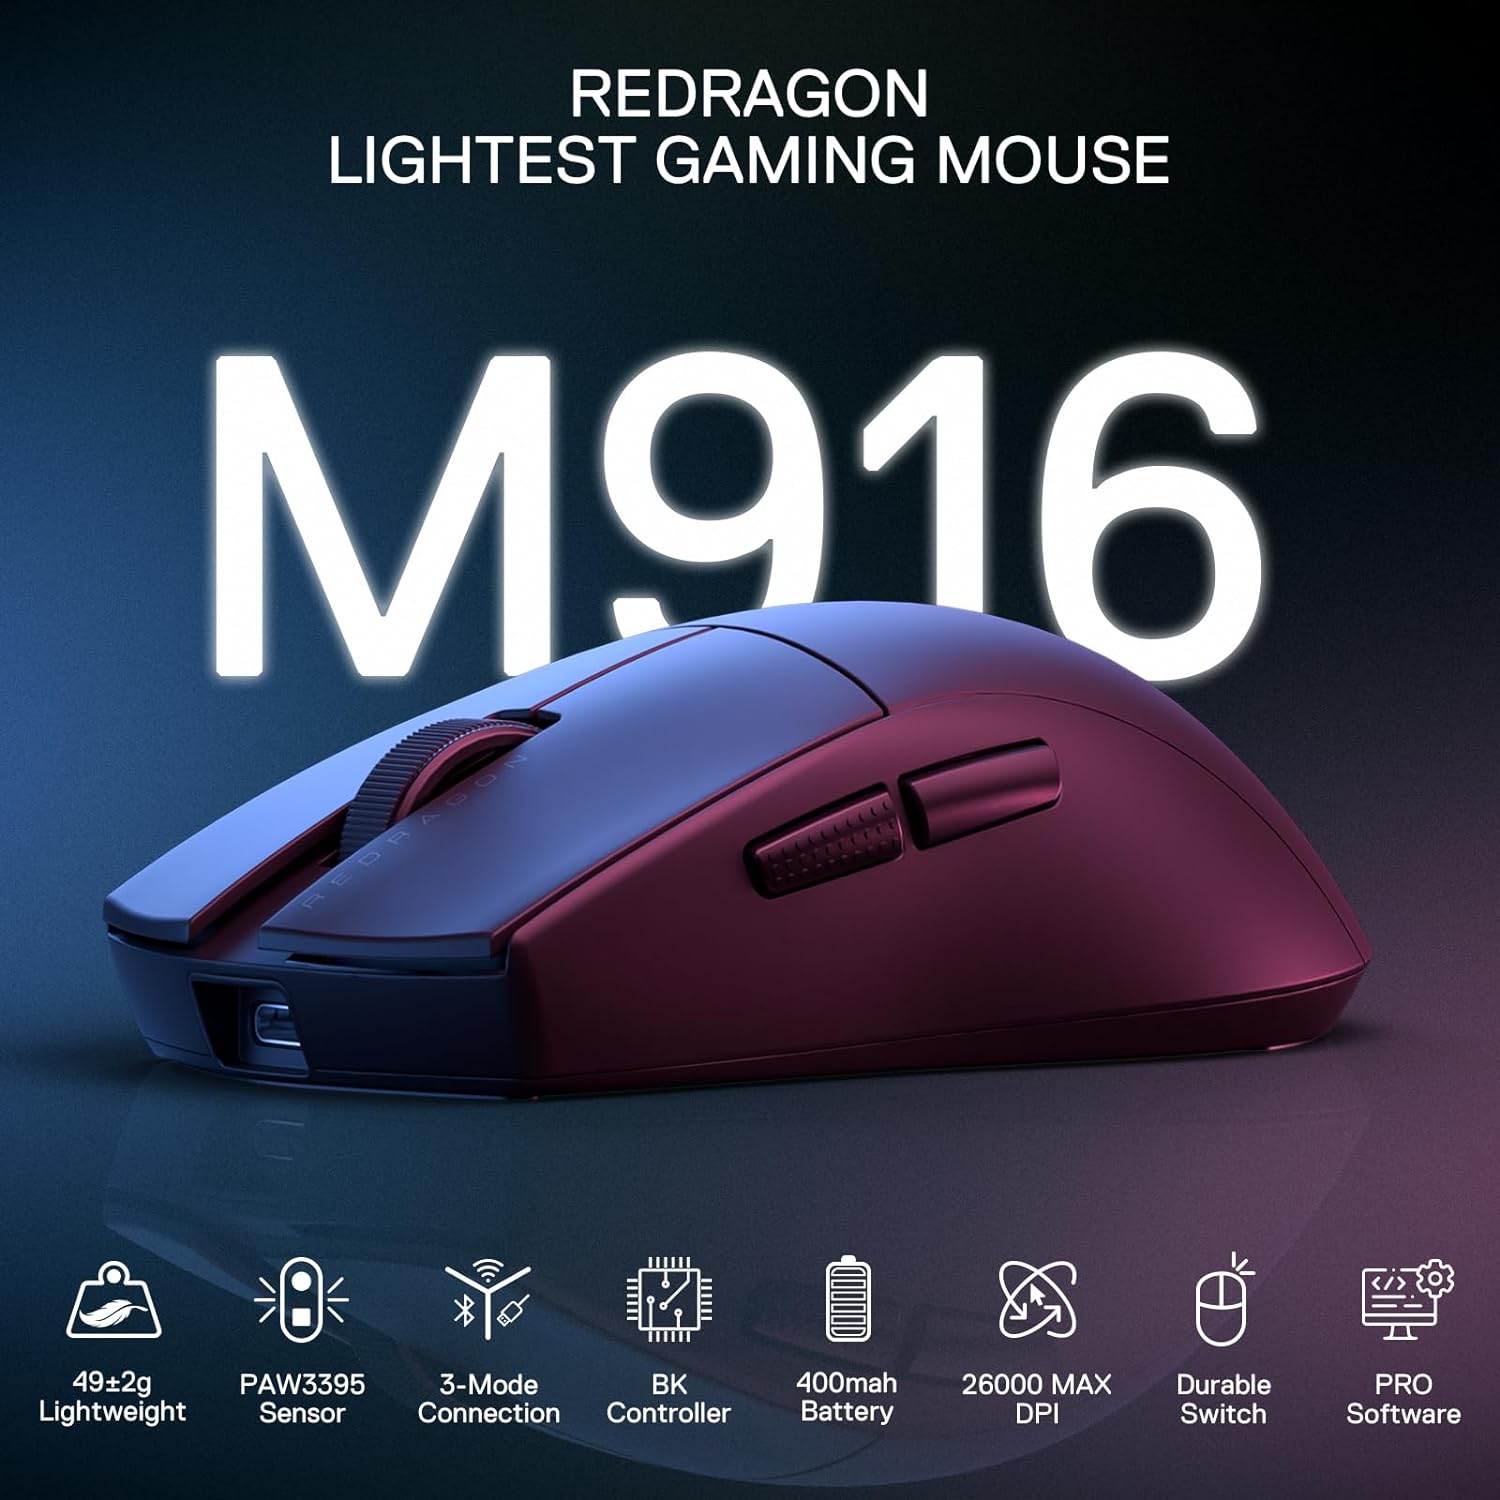 REDRAGON
LIGHTEST GAMING MOUSE
M916
REDRAGON
49±2g
Lightweight
PAW3395
Sensor
3-Mode
Connection
BK
Controller
400mah
Battery
26000 MAX
DPI
Durable
Switch
PRO
Software